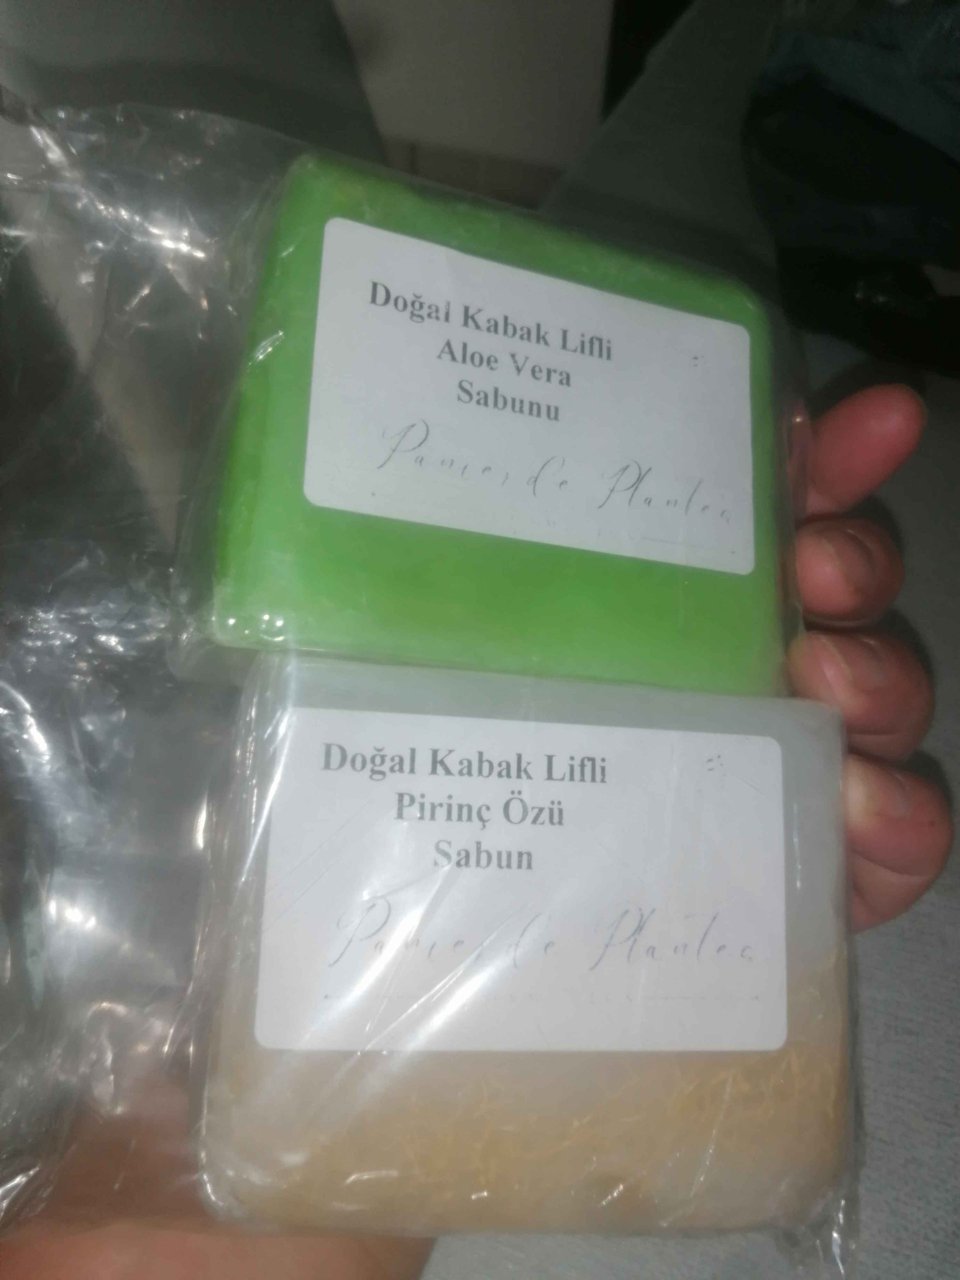 Doğal Kabak Lifli
Aloe Vera
Sabunu
Doğal Kabak Lifli
Pirinç Özü
Sabun